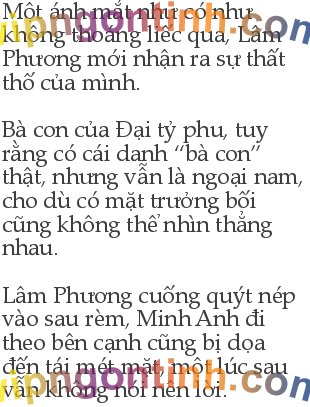 Một ánh mắt như có như
không thoáng liếc qua, Lâm
Phương mới nhận ra sự thất
thố của mình.

Bà con của Đại tỷ phu, tuy
rằng có cái danh “bà con”
thật, nhưng vẫn là ngoại nam,
cho dù có mặt trưởng bối
cũng không thể nhìn thẳng
nhau.

Lâm Phương cuống quýt nép
vào sau rèm, Minh Anh đi
theo bên cạnh cũng bị dọa
đến tái mét mặt, một lúc sau
vẫn không nói nên lời.
vipngontinh.com
vipngontinh.com